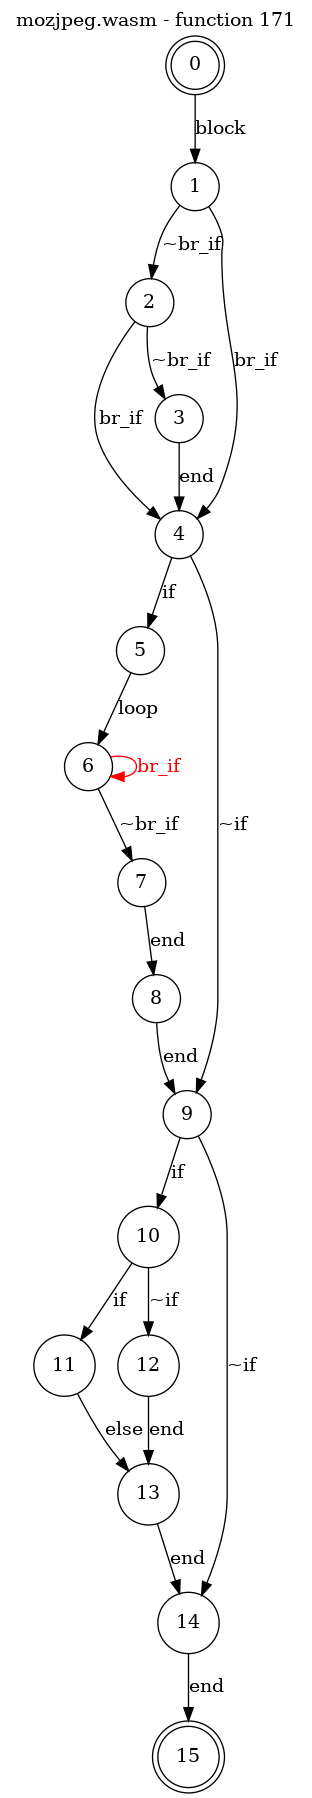 mozjpeg.wasm - function 171
0
block
1
~br_if
2
br_if
~br_if
br_if
3
end
4
if
5
loop
6
br_if
~br_if
~if
7
end
8
end
9
if
10
if
~if
11
12
~if
else
end
13
end
14
end
15